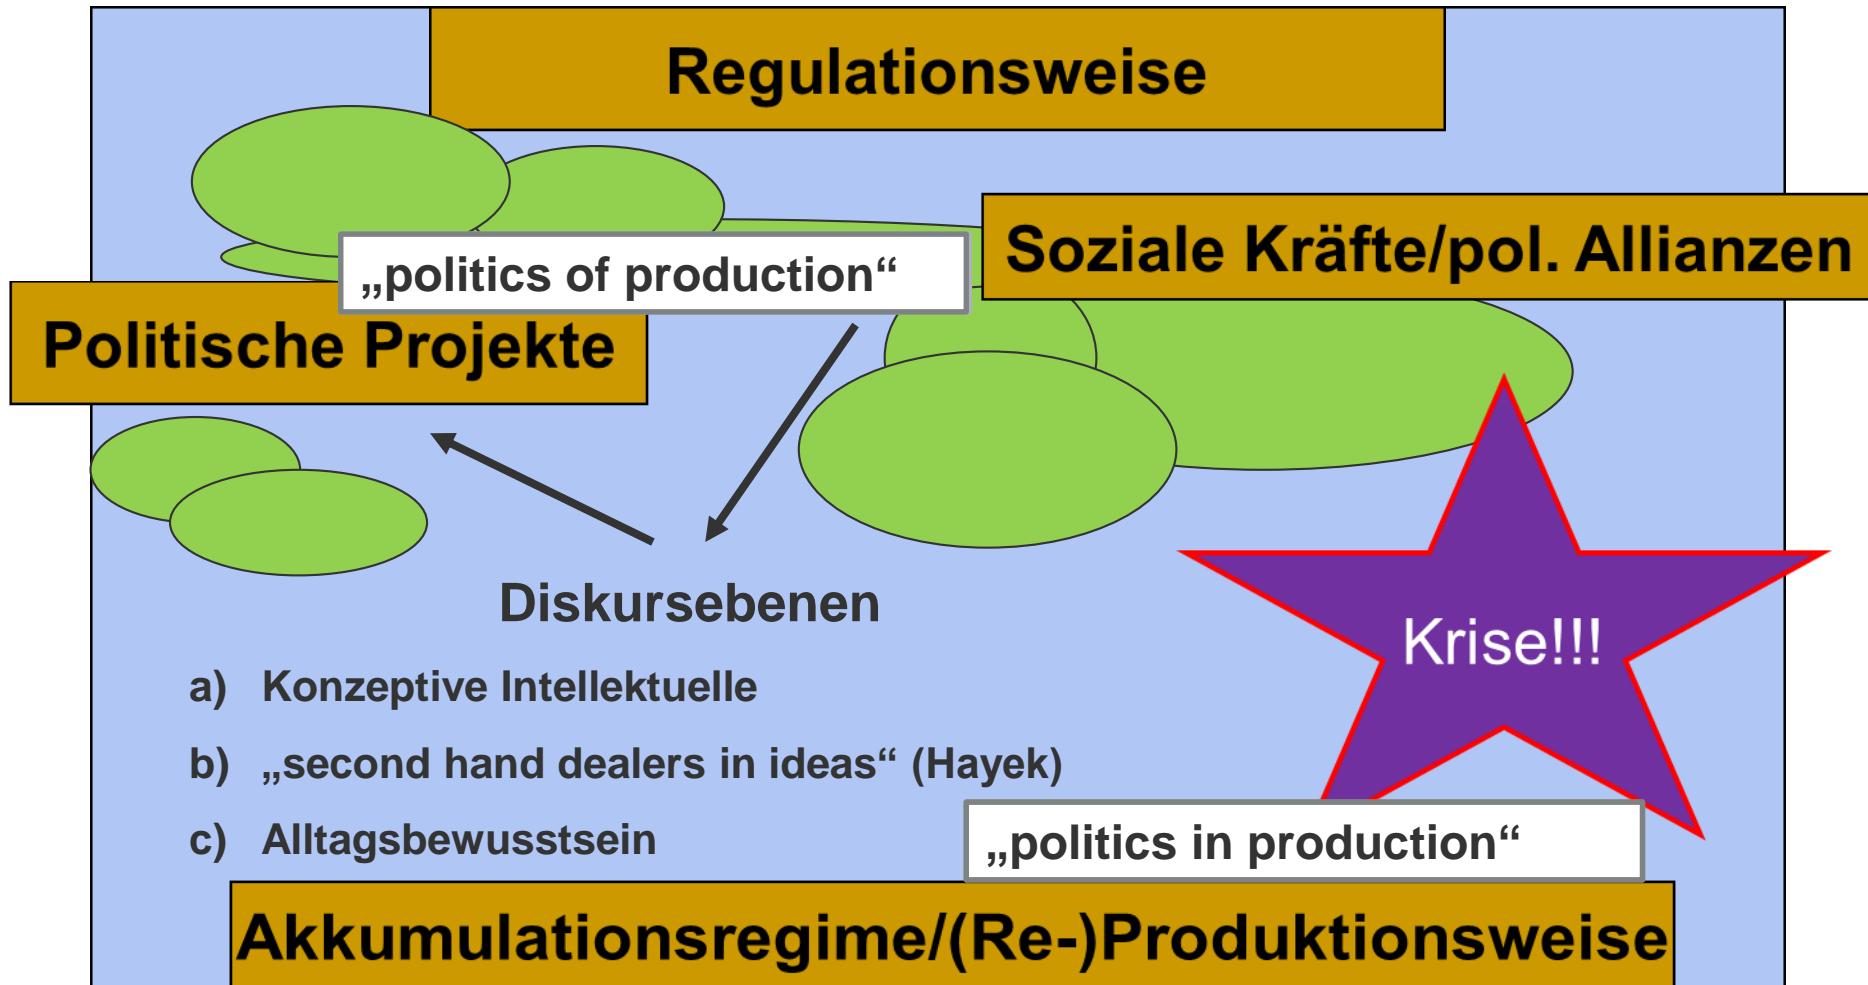 Regulationsweise
Soziale Kräfte/pol. Allianzen
„politics of production“
Politische Projekte
Diskursebenen
a) Konzeptive Intellektuelle
b) „second hand dealers in ideas“ (Hayek)
c) Alltagsbewusstsein
Krise!!!
„politics in production“
Akkumulationsregime/(Re-)Produktionsweise